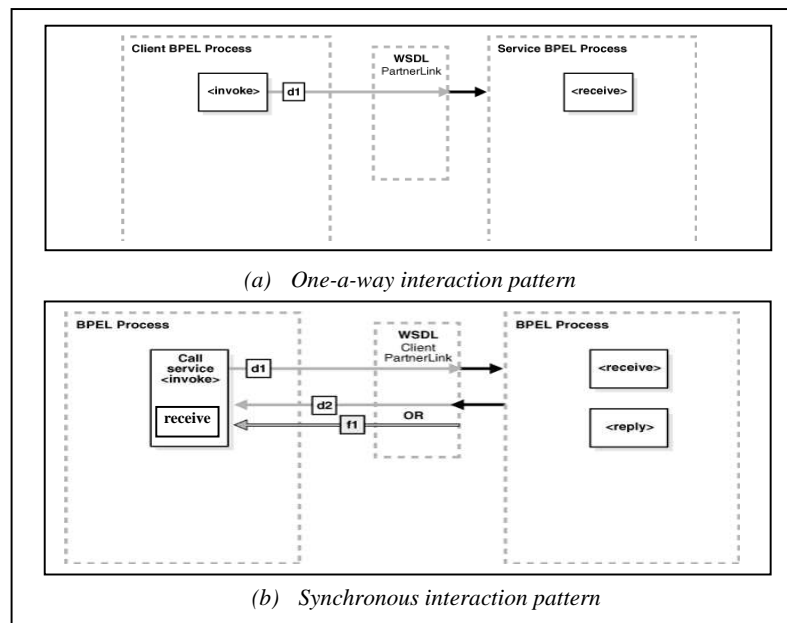 Client BPEL Process
WSDL
PartnerLink
Service BPEL Process
<invoke>
d1
<receive>
(a) One-a-way interaction pattern
BPEL Process
WSDL
Client
PartnerLink
BPEL Process
Call
service
<invoke>
d1
<receive>
receive
d2
OR
f1
<reply>
(b) Synchronous interaction pattern